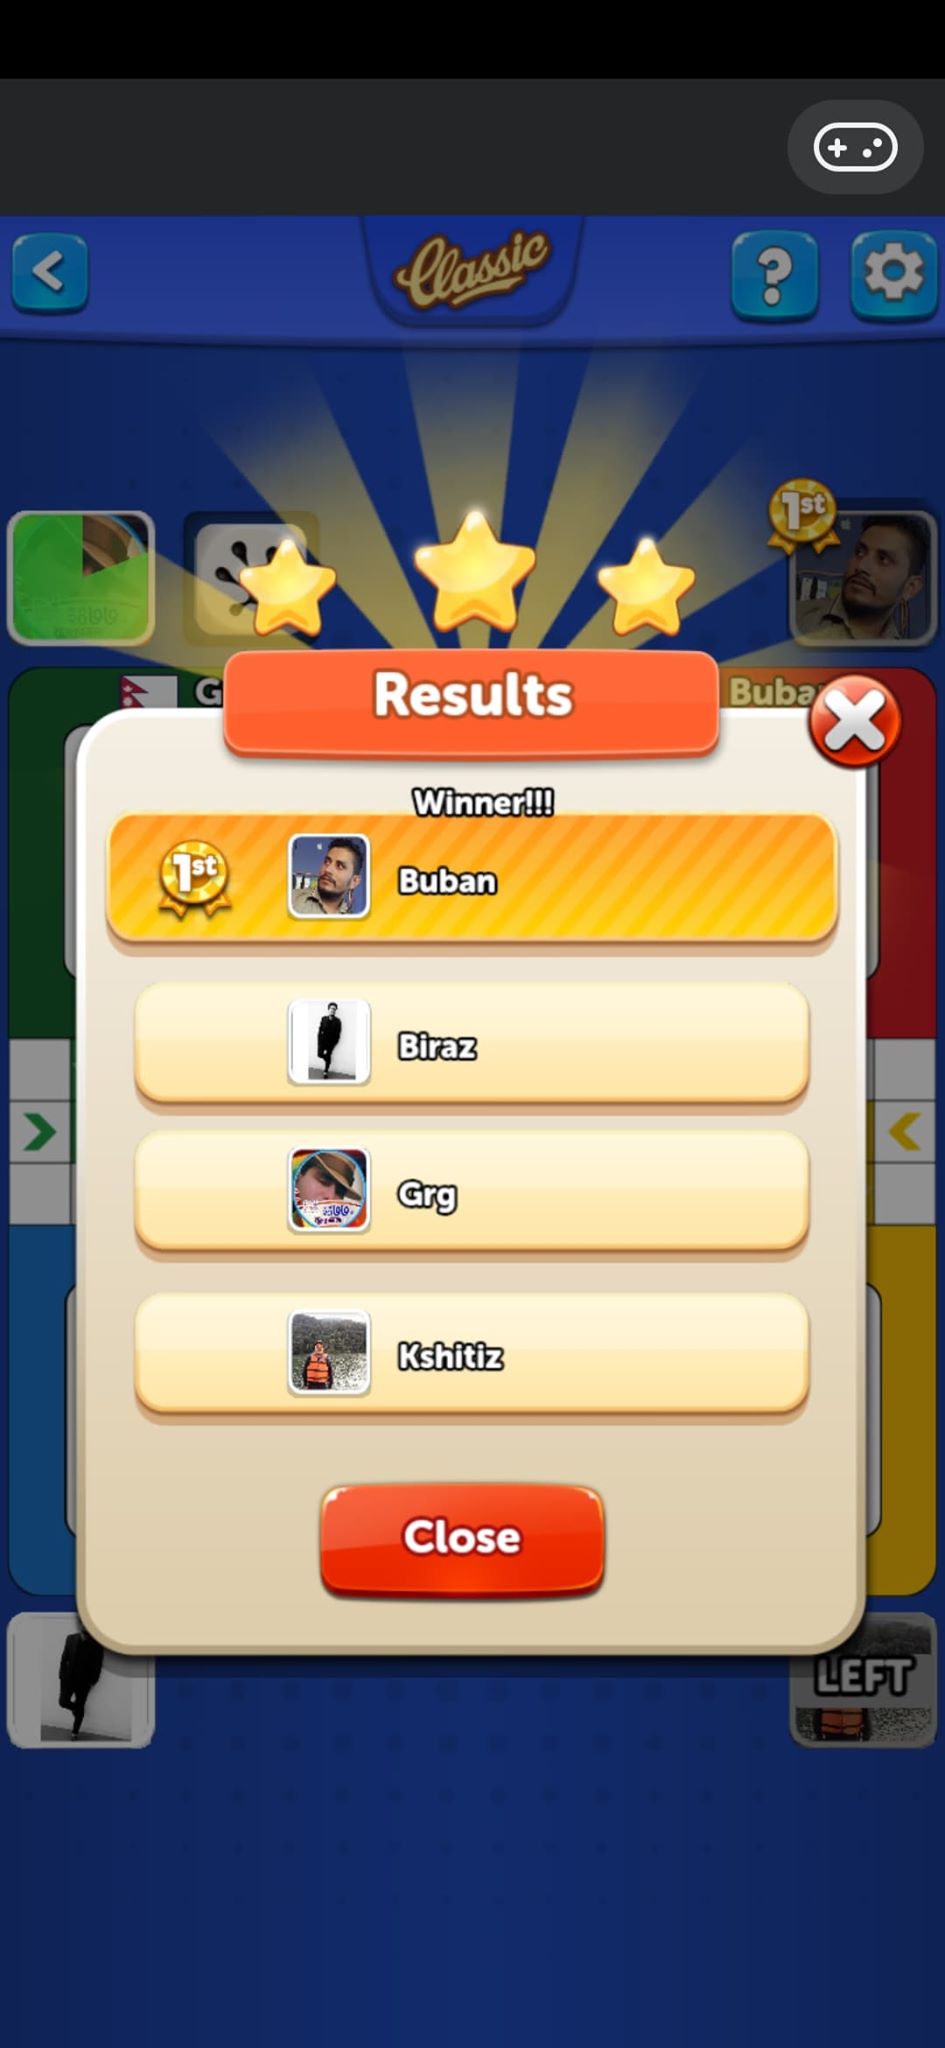 Classic
1st
G
Buba
Results
Winner!!!
1st
Buban
Biraz
Grg
Kshitiz
Close
LEFT